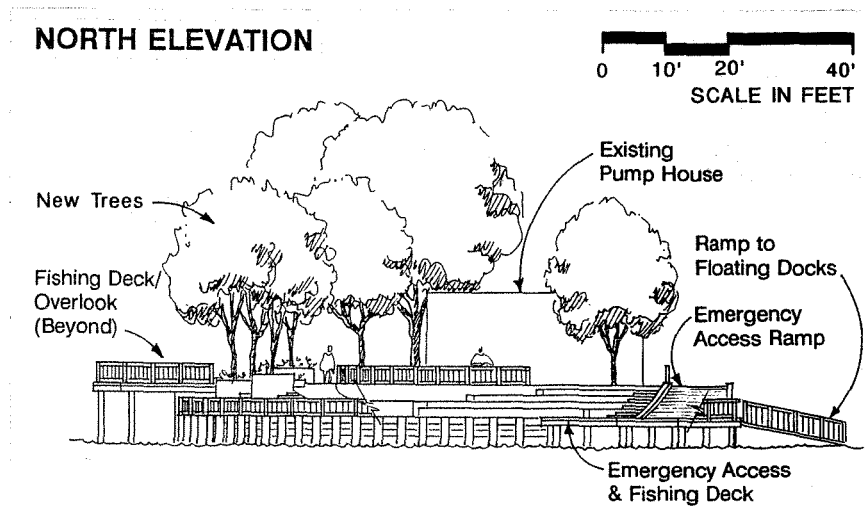 NORTH ELEVATION
0 10' 20' 40'
SCALE IN FEET
Existing
Pump House
New Trees
Ramp to
Floating Docks
Fishing Deck/
Overlook
(Beyond)
Emergency
Access Ramp
Emergency Access
& Fishing Deck